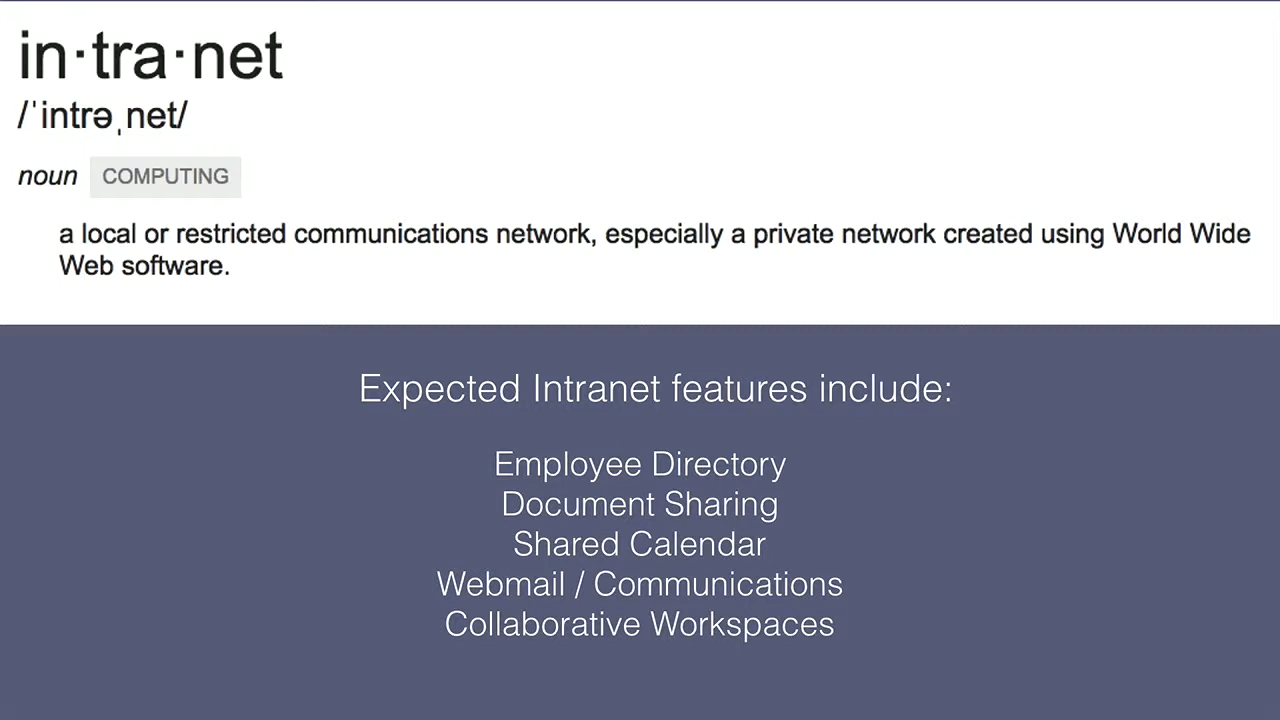 in·tra·net
/ˈintrəˌnet/
noun COMPUTING
a local or restricted communications network, especially a private network created using World Wide
Web software.
Expected Intranet features include:
Employee Directory
Document Sharing
Shared Calendar
Webmail / Communications
Collaborative Workspaces